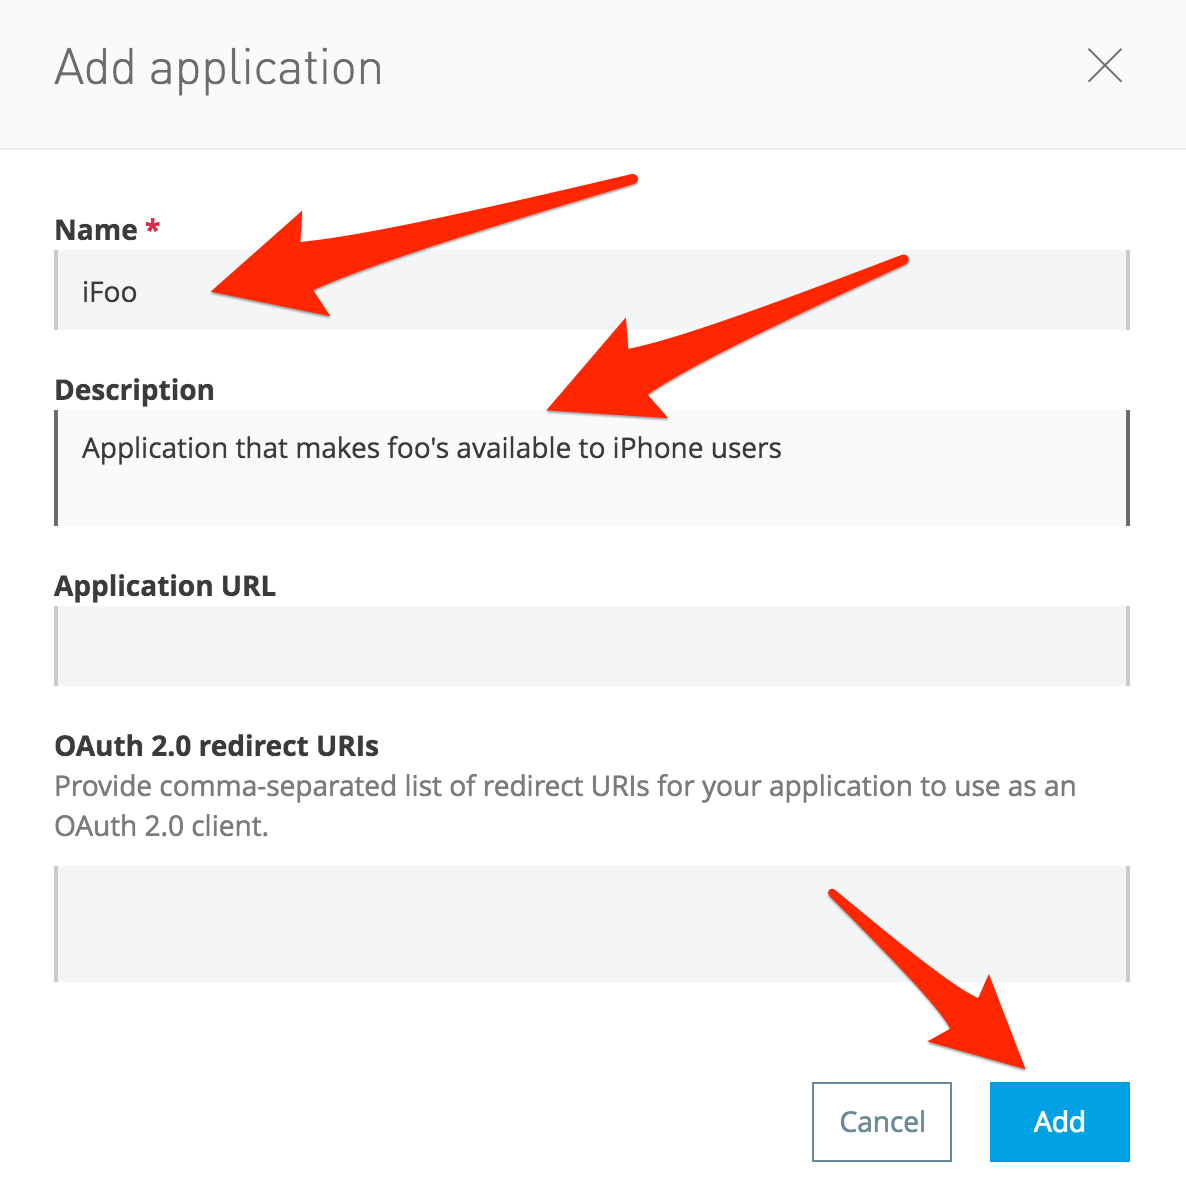 Add application
Name *
iFoo
Description
Application that makes foo's available to iPhone users
Application URL
OAuth 2.0 redirect URIs
Provide comma-separated list of redirect URIs for your application to use as an
OAuth 2.0 client.
Cancel
Add